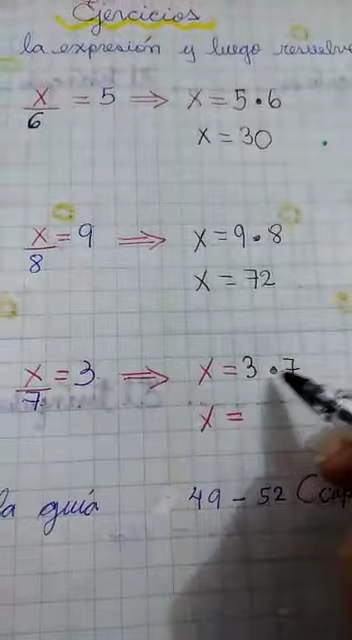 Ejercicios
la expresión y luego resuelve
x/6 = 5 ⇒ x = 5 • 6
x = 30
x/8 = 9 ⇒ x = 9 • 8
x = 72
x/7 = 3 ⇒ x = 3 • 7
x =
la guía 49 - 52